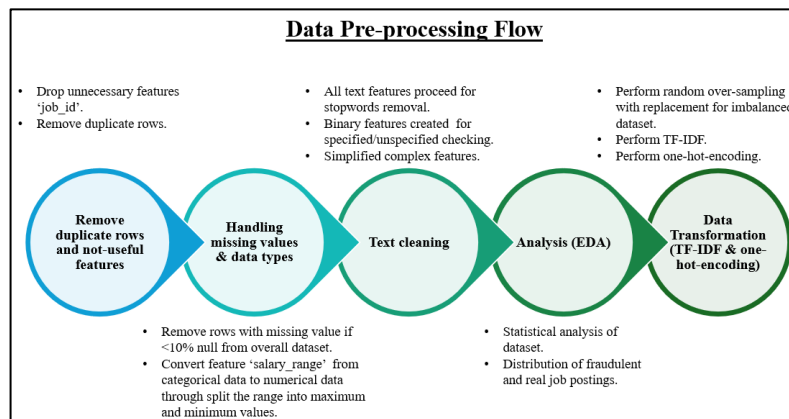 Data Pre-processing Flow
• Drop unnecessary features
‘job_id’.
• Remove duplicate rows.
• All text features proceed for
stopwords removal.
• Binary features created for
specified/unspecified checking.
• Simplified complex features.
• Perform random over-sampling
with replacement for imbalanced
dataset.
• Perform TF-IDF.
• Perform one-hot-encoding.
Remove
duplicate rows
and not-useful
features
Handling
missing values
& data types
Text cleaning
Analysis (EDA)
Data
Transformation
(TF-IDF & one-
hot-encoding)
• Remove rows with missing value if
<10% null from overall dataset.
• Convert feature ‘salary_range’ from
categorical data to numerical data
through split the range into maximum
and minimum values.
• Statistical analysis of
dataset.
• Distribution of fraudulent
and real job postings.